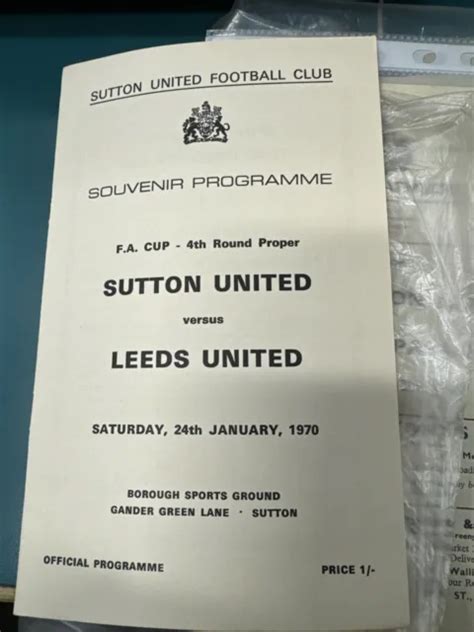 SUTTON UNITED FOOTBALL CLUB
SOUVENIR PROGRAMME
F.A. CUP - 4th Round Proper
SUTTON UNITED
versus
LEEDS UNITED
SATURDAY, 24th JANUARY, 1970
BOROUGH SPORTS GROUND
GANDER GREEN LANE · SUTTON
OFFICIAL PROGRAMME
PRICE 1/-
&
ST.,